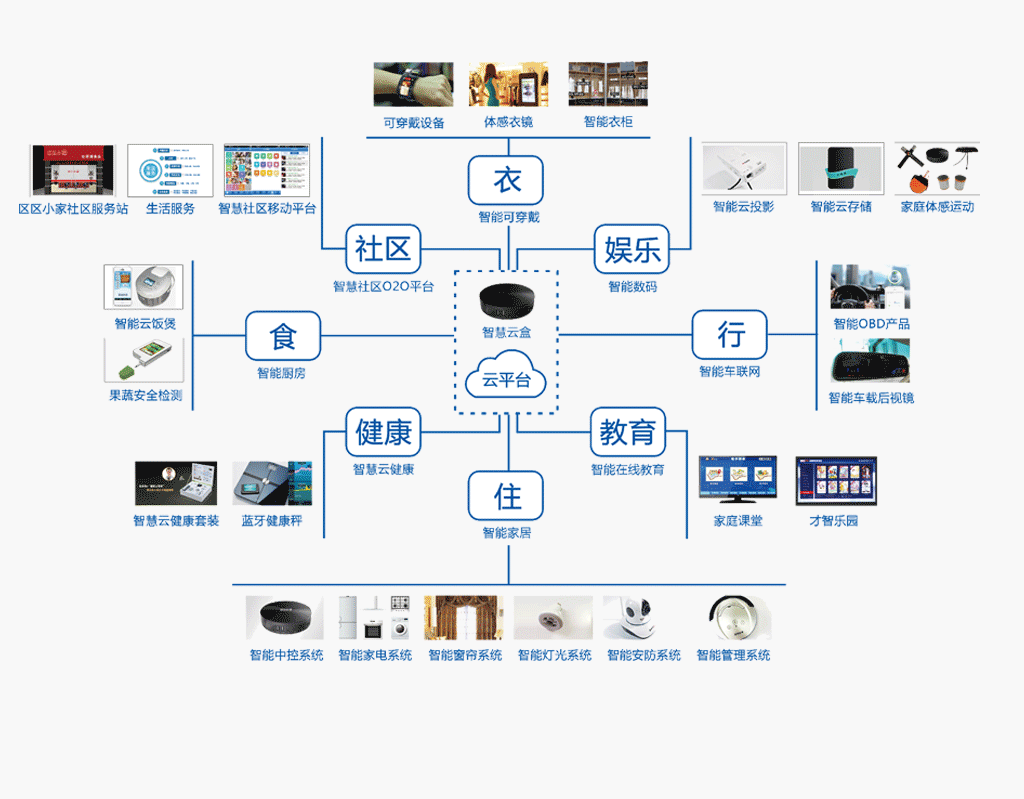 可穿戴设备
体感衣镜
智能衣柜
衣
智能可穿戴
区区小家社区服务站
生活服务
智慧社区移动平台
社区
智慧社区O2O平台
娱乐
智能数码
智能云投影
智能云存储
家庭体感运动
智慧云盒
云平台
智能云饭煲
果蔬安全检测
食
智能厨房
行
智能车联网
智能OBD产品
智能车载后视镜
健康
智慧云健康
教育
智能在线教育
智慧云健康套装
蓝牙健康秤
住
智能家居
家庭课堂
才智乐园
智能中控系统
智能家电系统
智能窗帘系统
智能灯光系统
智能安防系统
智能管理系统